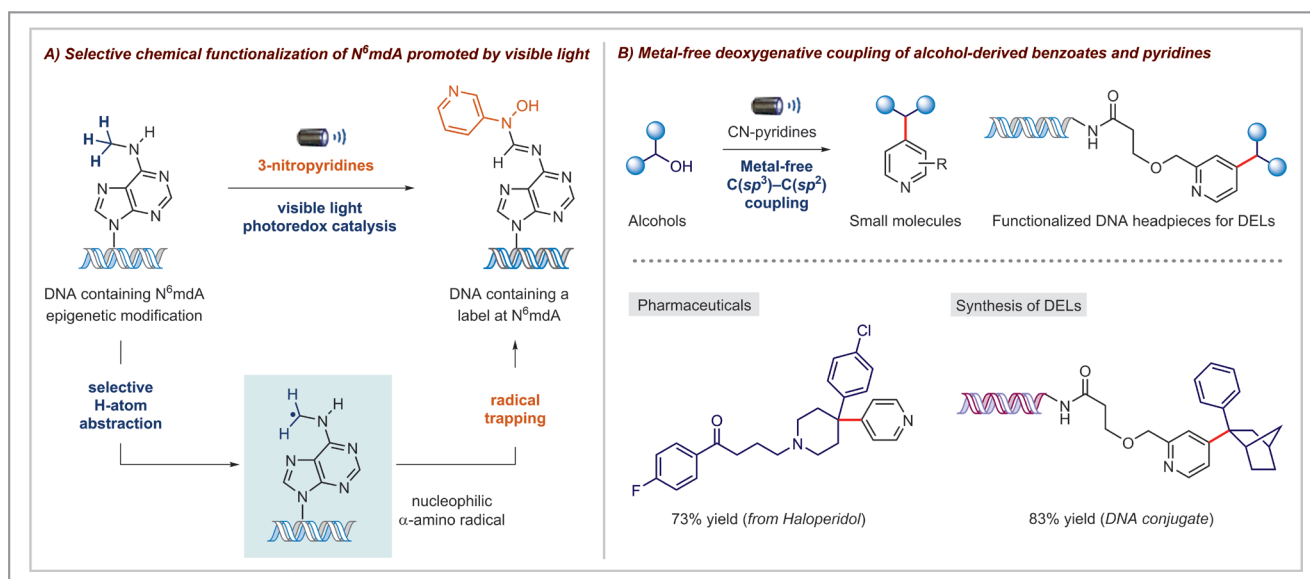 A) Selective chemical functionalization of N⁶mdA promoted by visible light
N
OH
N
H
N
H
H
H
N
H
N
N
N
N
N
3-nitropyridines
visible light
photoredox catalysis
N
N
N
N
DNA containing N⁶mdA
epigenetic modification
DNA containing a
label at N⁶mdA
selective
H-atom
abstraction
radical
trapping
H
H
N
H
N
N
N
N
nucleophilic
α-amino radical
B) Metal-free deoxygenative coupling of alcohol-derived benzoates and pyridines
OH
CN-pyridines
Metal-free
C(sp³)–C(sp²)
coupling
N
R
O
N
H
O
N
Alcohols
Small molecules
Functionalized DNA headpieces for DELs
Pharmaceuticals
Cl
N
O
N
F
73% yield (from Haloperidol)
Synthesis of DELs
O
N
H
O
N
83% yield (DNA conjugate)